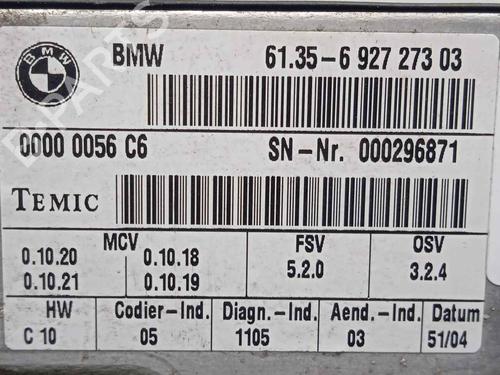 BMW
BMW 61.35-6 927 273 03
0000 0056 C6 SN-Nr. 000296871
TEMIC
MCV FSV OSV
0.10.20 0.10.18 5.2.0 3.2.4
0.10.21 0.10.19
HW Codier-Ind. Diagn.-Ind. Aend.-Ind. Datum
C 10 05 1105 03 51/04